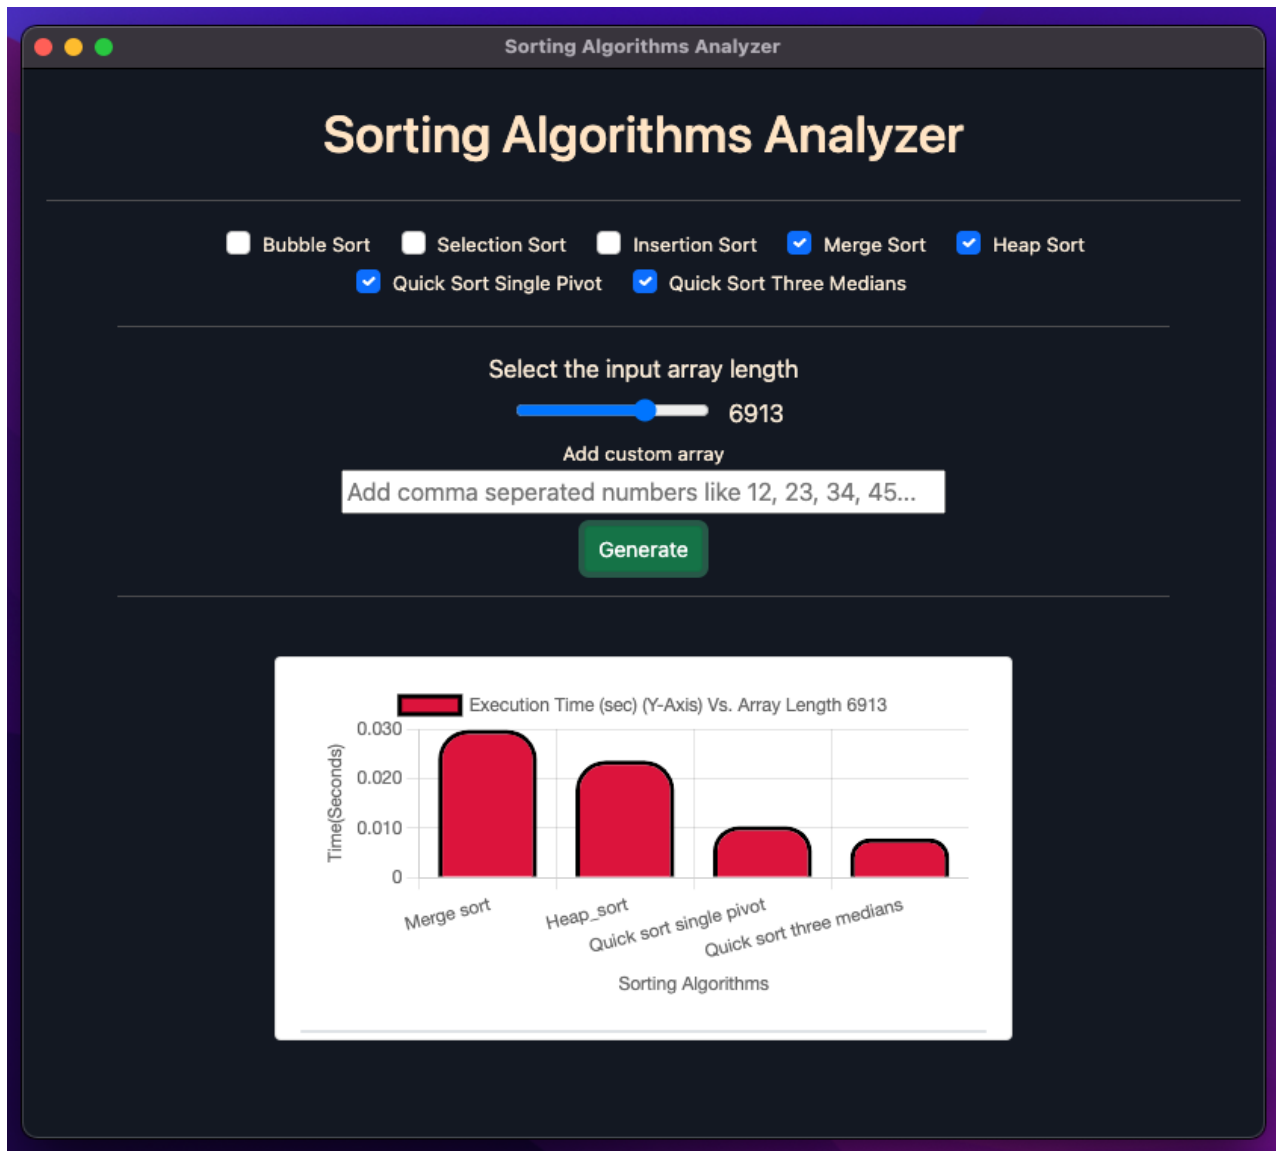 Sorting Algorithms Analyzer
Sorting Algorithms Analyzer
Bubble Sort Selection Sort Insertion Sort Merge Sort Heap Sort
Quick Sort Single Pivot Quick Sort Three Medians
Select the input array length
6913
Add custom array
Add comma seperated numbers like 12, 23, 34, 45...
Generate
Execution Time (sec) (Y-Axis) Vs. Array Length 6913
Time(Seconds)
0.030
0.020
0.010
0
Merge sort
Heap_sort
Quick sort single pivot
Quick sort three medians
Sorting Algorithms